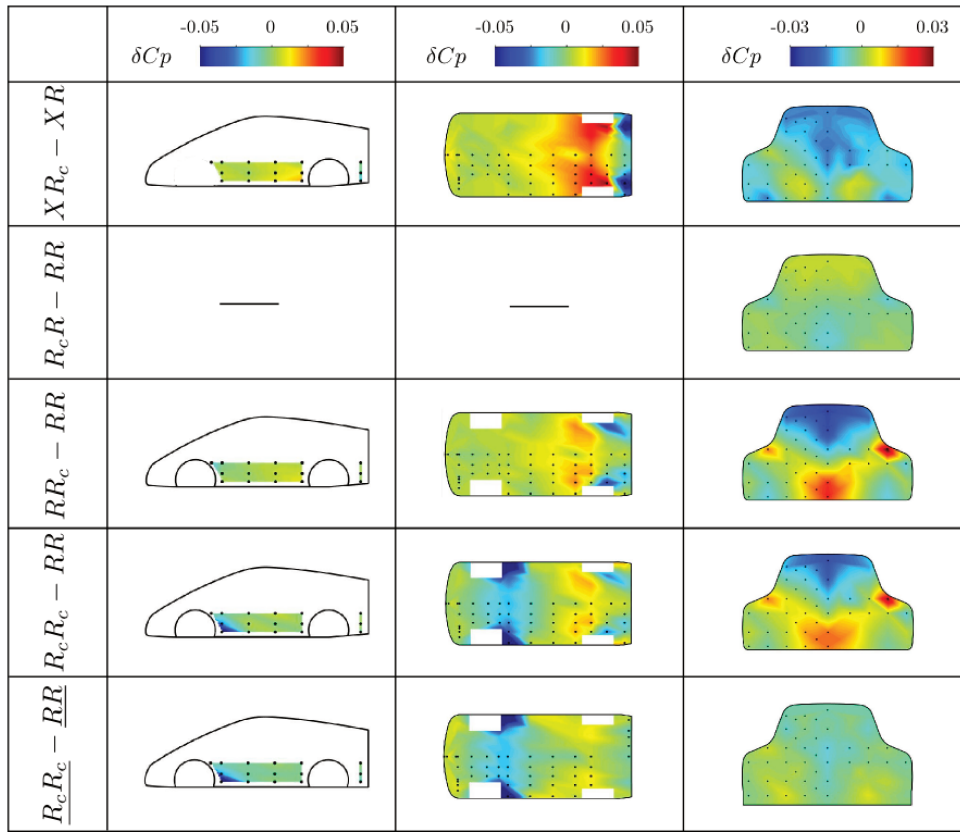 -0.05 0 0.05
δCp
-0.05 0 0.05
δCp
-0.03 0 0.03
δCp
XR_c − XR
R_cR − RR
RR_c − RR
R_cR_c − RR
R_cR_c − RR